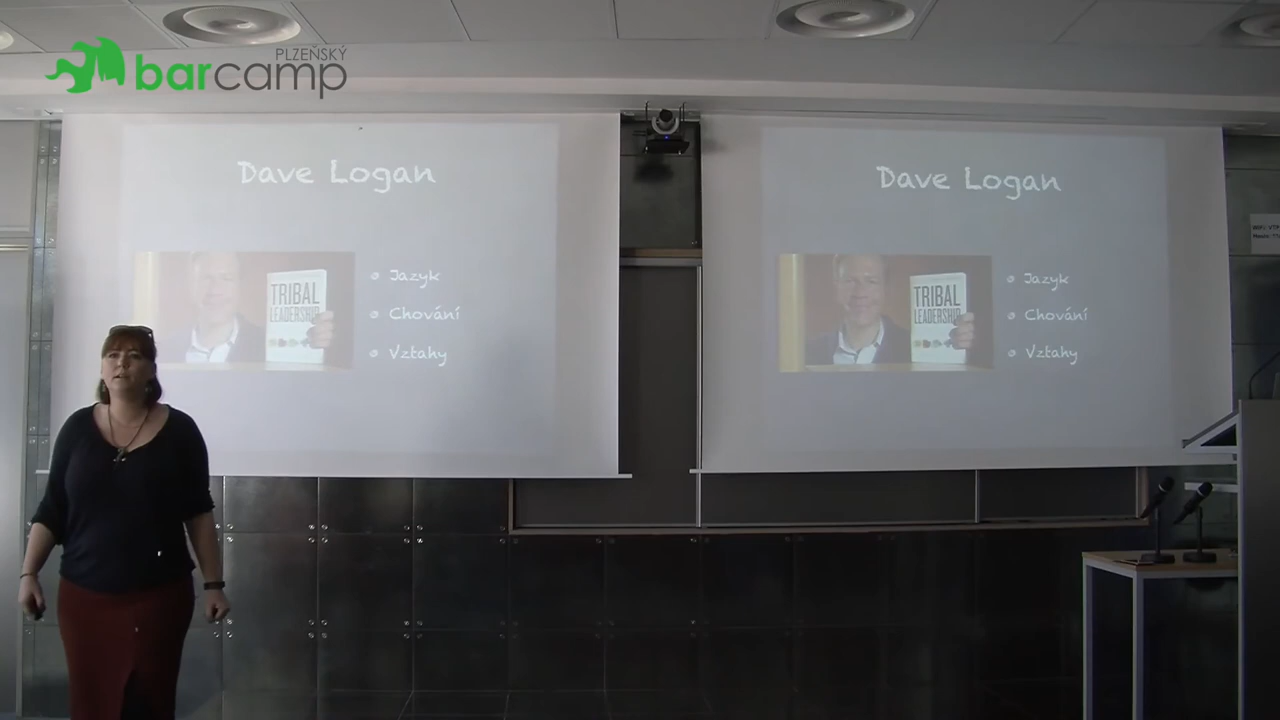 PLZEŇSKÝ
barcamp
Dave Logan
TRIBAL
LEADERSHIP
Jazyk
Chování
Vztahy
Dave Logan
TRIBAL
LEADERSHIP
Jazyk
Chování
Vztahy